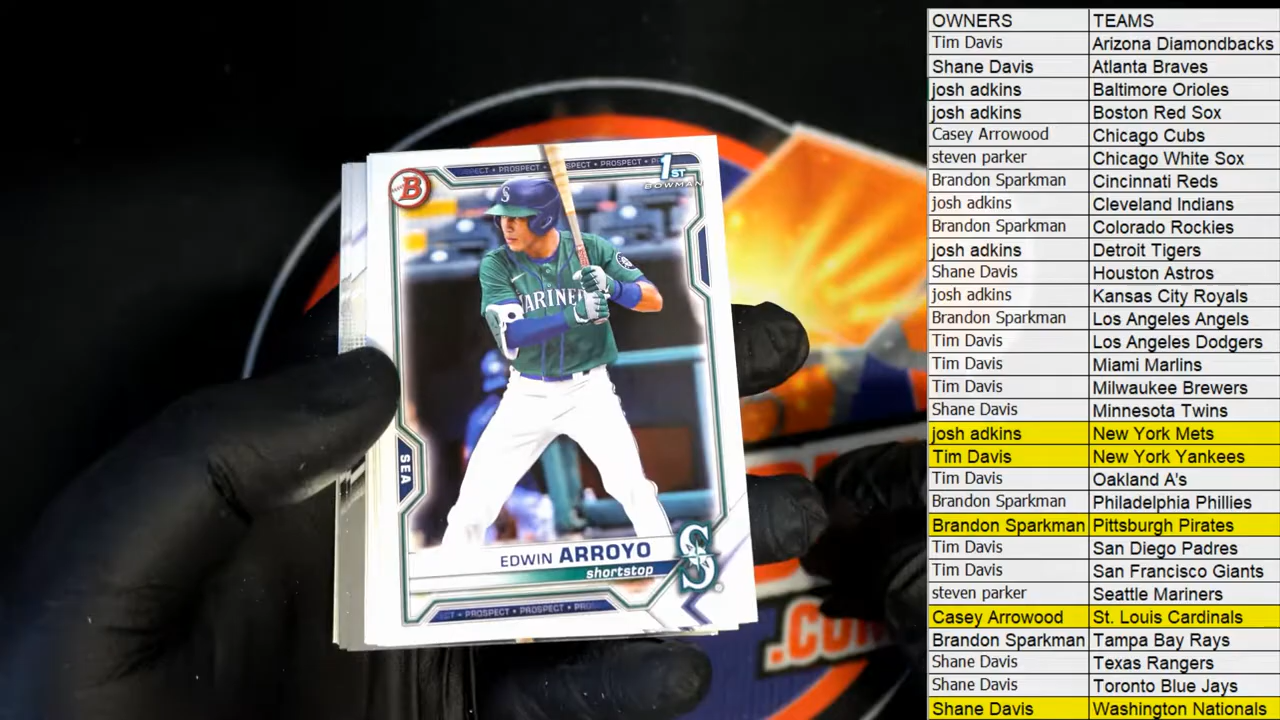 OWNERS TEAMS
Tim Davis Arizona Diamondbacks
Shane Davis Atlanta Braves
josh adkins Baltimore Orioles
josh adkins Boston Red Sox
Casey Arrowood Chicago Cubs
steven parker Chicago White Sox
Brandon Sparkman Cincinnati Reds
josh adkins Cleveland Indians
Brandon Sparkman Colorado Rockies
josh adkins Detroit Tigers
Shane Davis Houston Astros
josh adkins Kansas City Royals
Brandon Sparkman Los Angeles Angels
Tim Davis Los Angeles Dodgers
Tim Davis Miami Marlins
Tim Davis Milwaukee Brewers
Shane Davis Minnesota Twins
josh adkins New York Mets
Tim Davis New York Yankees
Tim Davis Oakland A's
Brandon Sparkman Philadelphia Phillies
Brandon Sparkman Pittsburgh Pirates
Tim Davis San Diego Padres
Tim Davis San Francisco Giants
steven parker Seattle Mariners
Casey Arrowood St. Louis Cardinals
Brandon Sparkman Tampa Bay Rays
Shane Davis Texas Rangers
Shane Davis Toronto Blue Jays
Shane Davis Washington Nationals
PROSPECT • PROSPECT
B
1ST
BOWMAN
S
MARINE
SEA
EDWIN ARROYO
shortstop
S
PROSPECT • PROSPECT
.CO